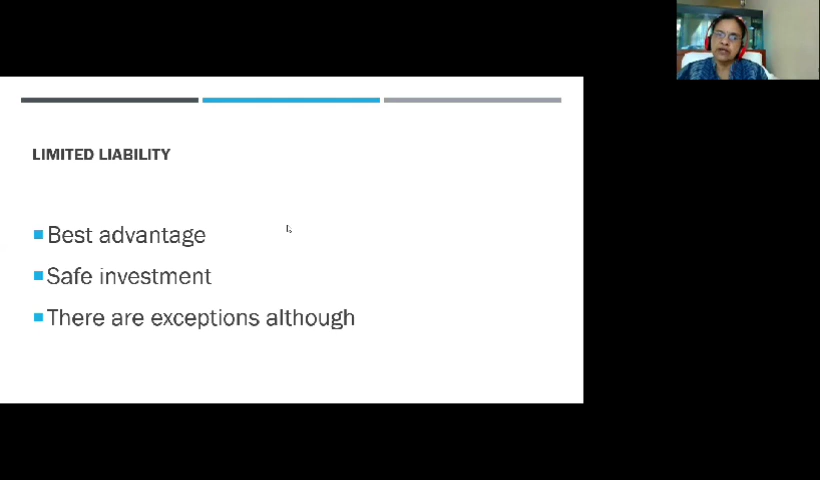 LIMITED LIABILITY
Best advantage
Safe investment
There are exceptions although